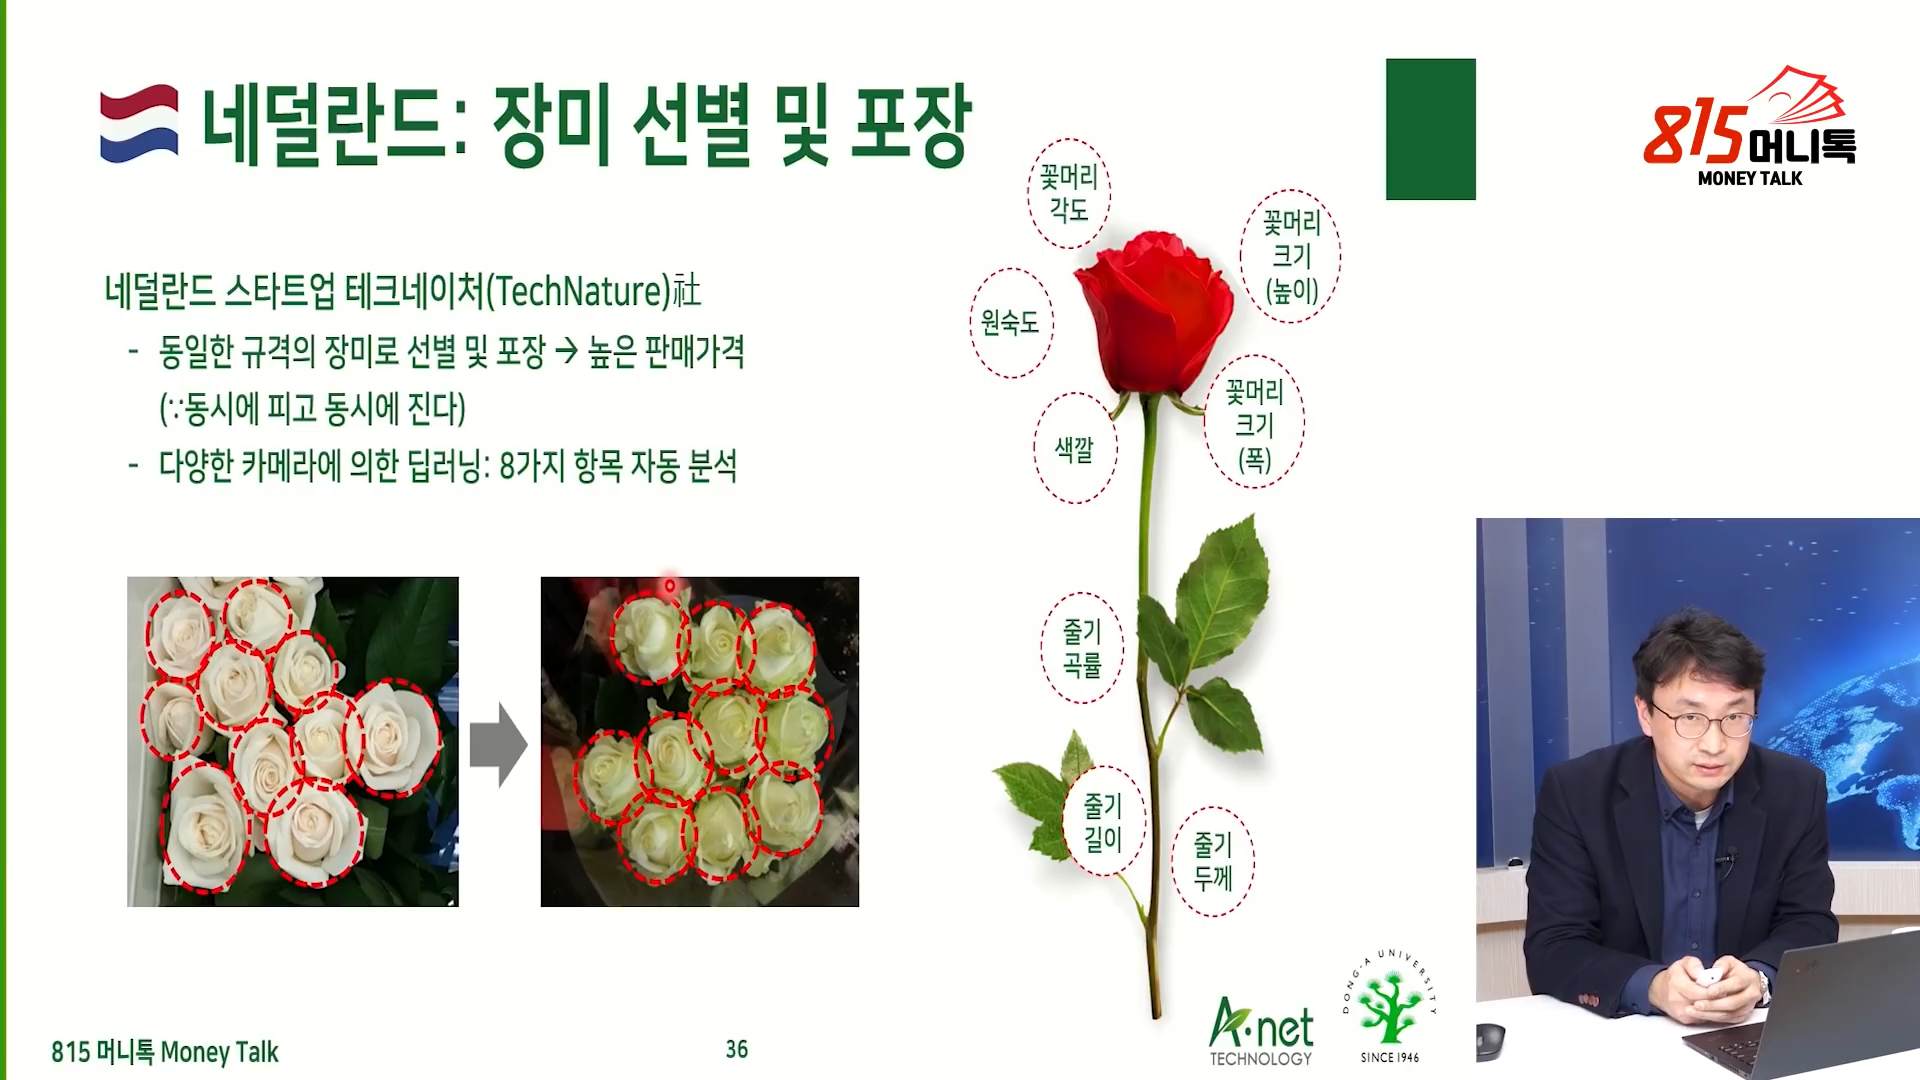 네덜란드: 장미 선별 및 포장
815 머니톡
MONEY TALK
네덜란드 스타트업 테크네이쳐(TechNature)社
- 동일한 규격의 장미로 선별 및 포장 → 높은 판매가격
(∵동시에 피고 동시에 진다)
- 다양한 카메라에 의한 딥러닝: 8가지 항목 자동 분석
꽃머리
각도
꽃머리
크기
(높이)
원숙도
꽃머리
크기
(폭)
색깔
줄기
곡률
줄기
길이
줄기
두께
A·net
TECHNOLOGY
DONG-A UNIVERSITY
SINCE 1946
815 머니톡 Money Talk
36